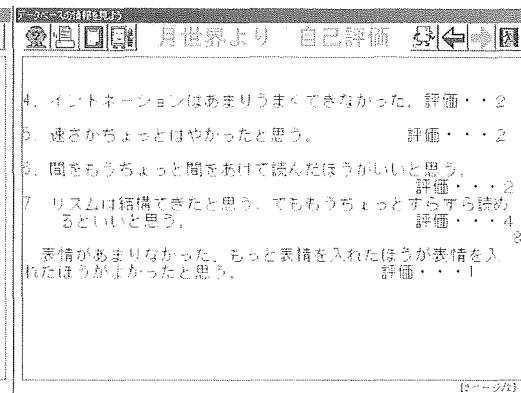 データベースの情報を見よう
月世界より 自己評価
4、イントネーションはあまりうまくできなかった。評価・・2
5、速さがちょっとはやかったと思う。 評価・・・2
6、間をもうちょっと間をあけて読んだほうがいいと思う。
評価・・・2
7 リズムは結構できたと思う、でももうちょっとすらすら読め
るといいと思う。 評価・・・4
8
表情があまりなかった、もっと表情を入れたほうが表情を入
れたほうがよかったと思う。 評価・・・1